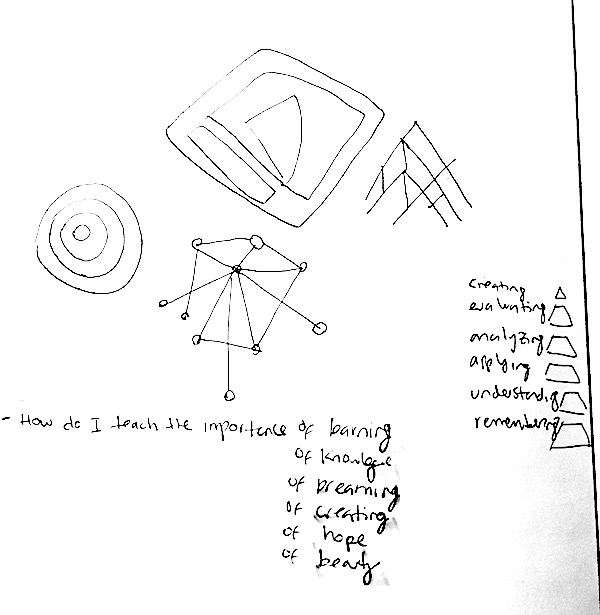 creating
evaluating
analyzing
applying
understanding
remembering
- How do I teach the importance of learning
of knowledge
of dreaming
of creating
of hope
of beauty